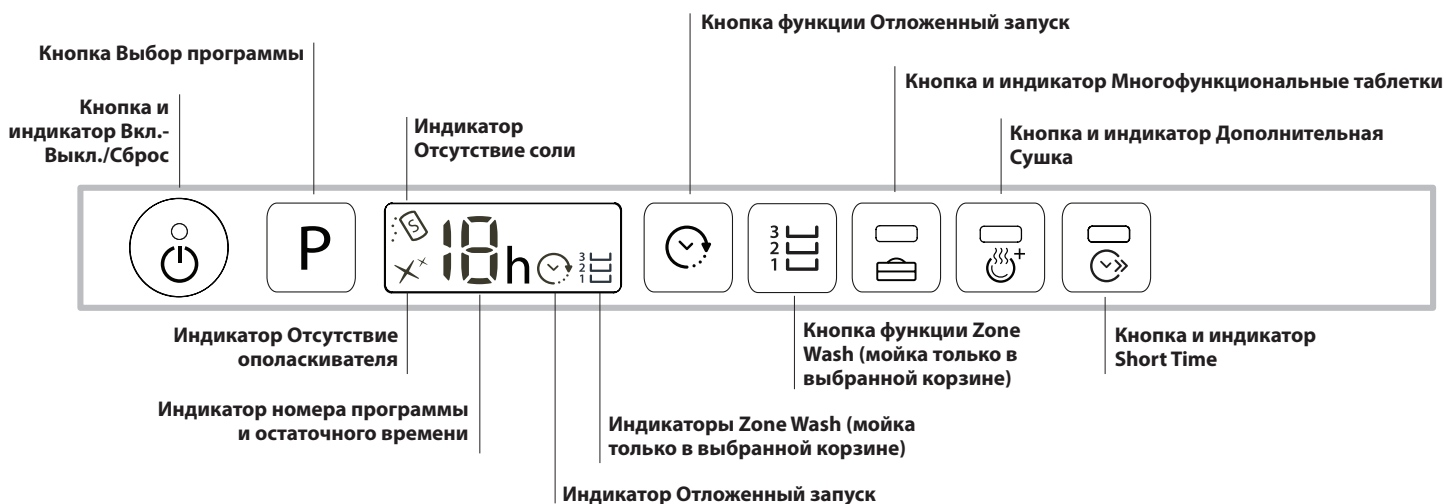 Кнопка функции Отложенный запуск
Кнопка Выбор программы
Кнопка и индикатор Многофункциональные таблетки
Кнопка и
индикатор Вкл.-
Выкл./Сброс
Индикатор
Отсутствие соли
Кнопка и индикатор Дополнительная
Сушка
P
S
18h
3
2
1
3
2
1
+
Индикатор Отсутствие
ополаскивателя
Кнопка функции Zone
Wash (мойка только в
выбранной корзине)
Кнопка и индикатор
Short Time
Индикатор номера программы
и остаточного времени
Индикаторы Zone Wash (мойка
только в выбранной корзине)
Индикатор Отложенный запуск